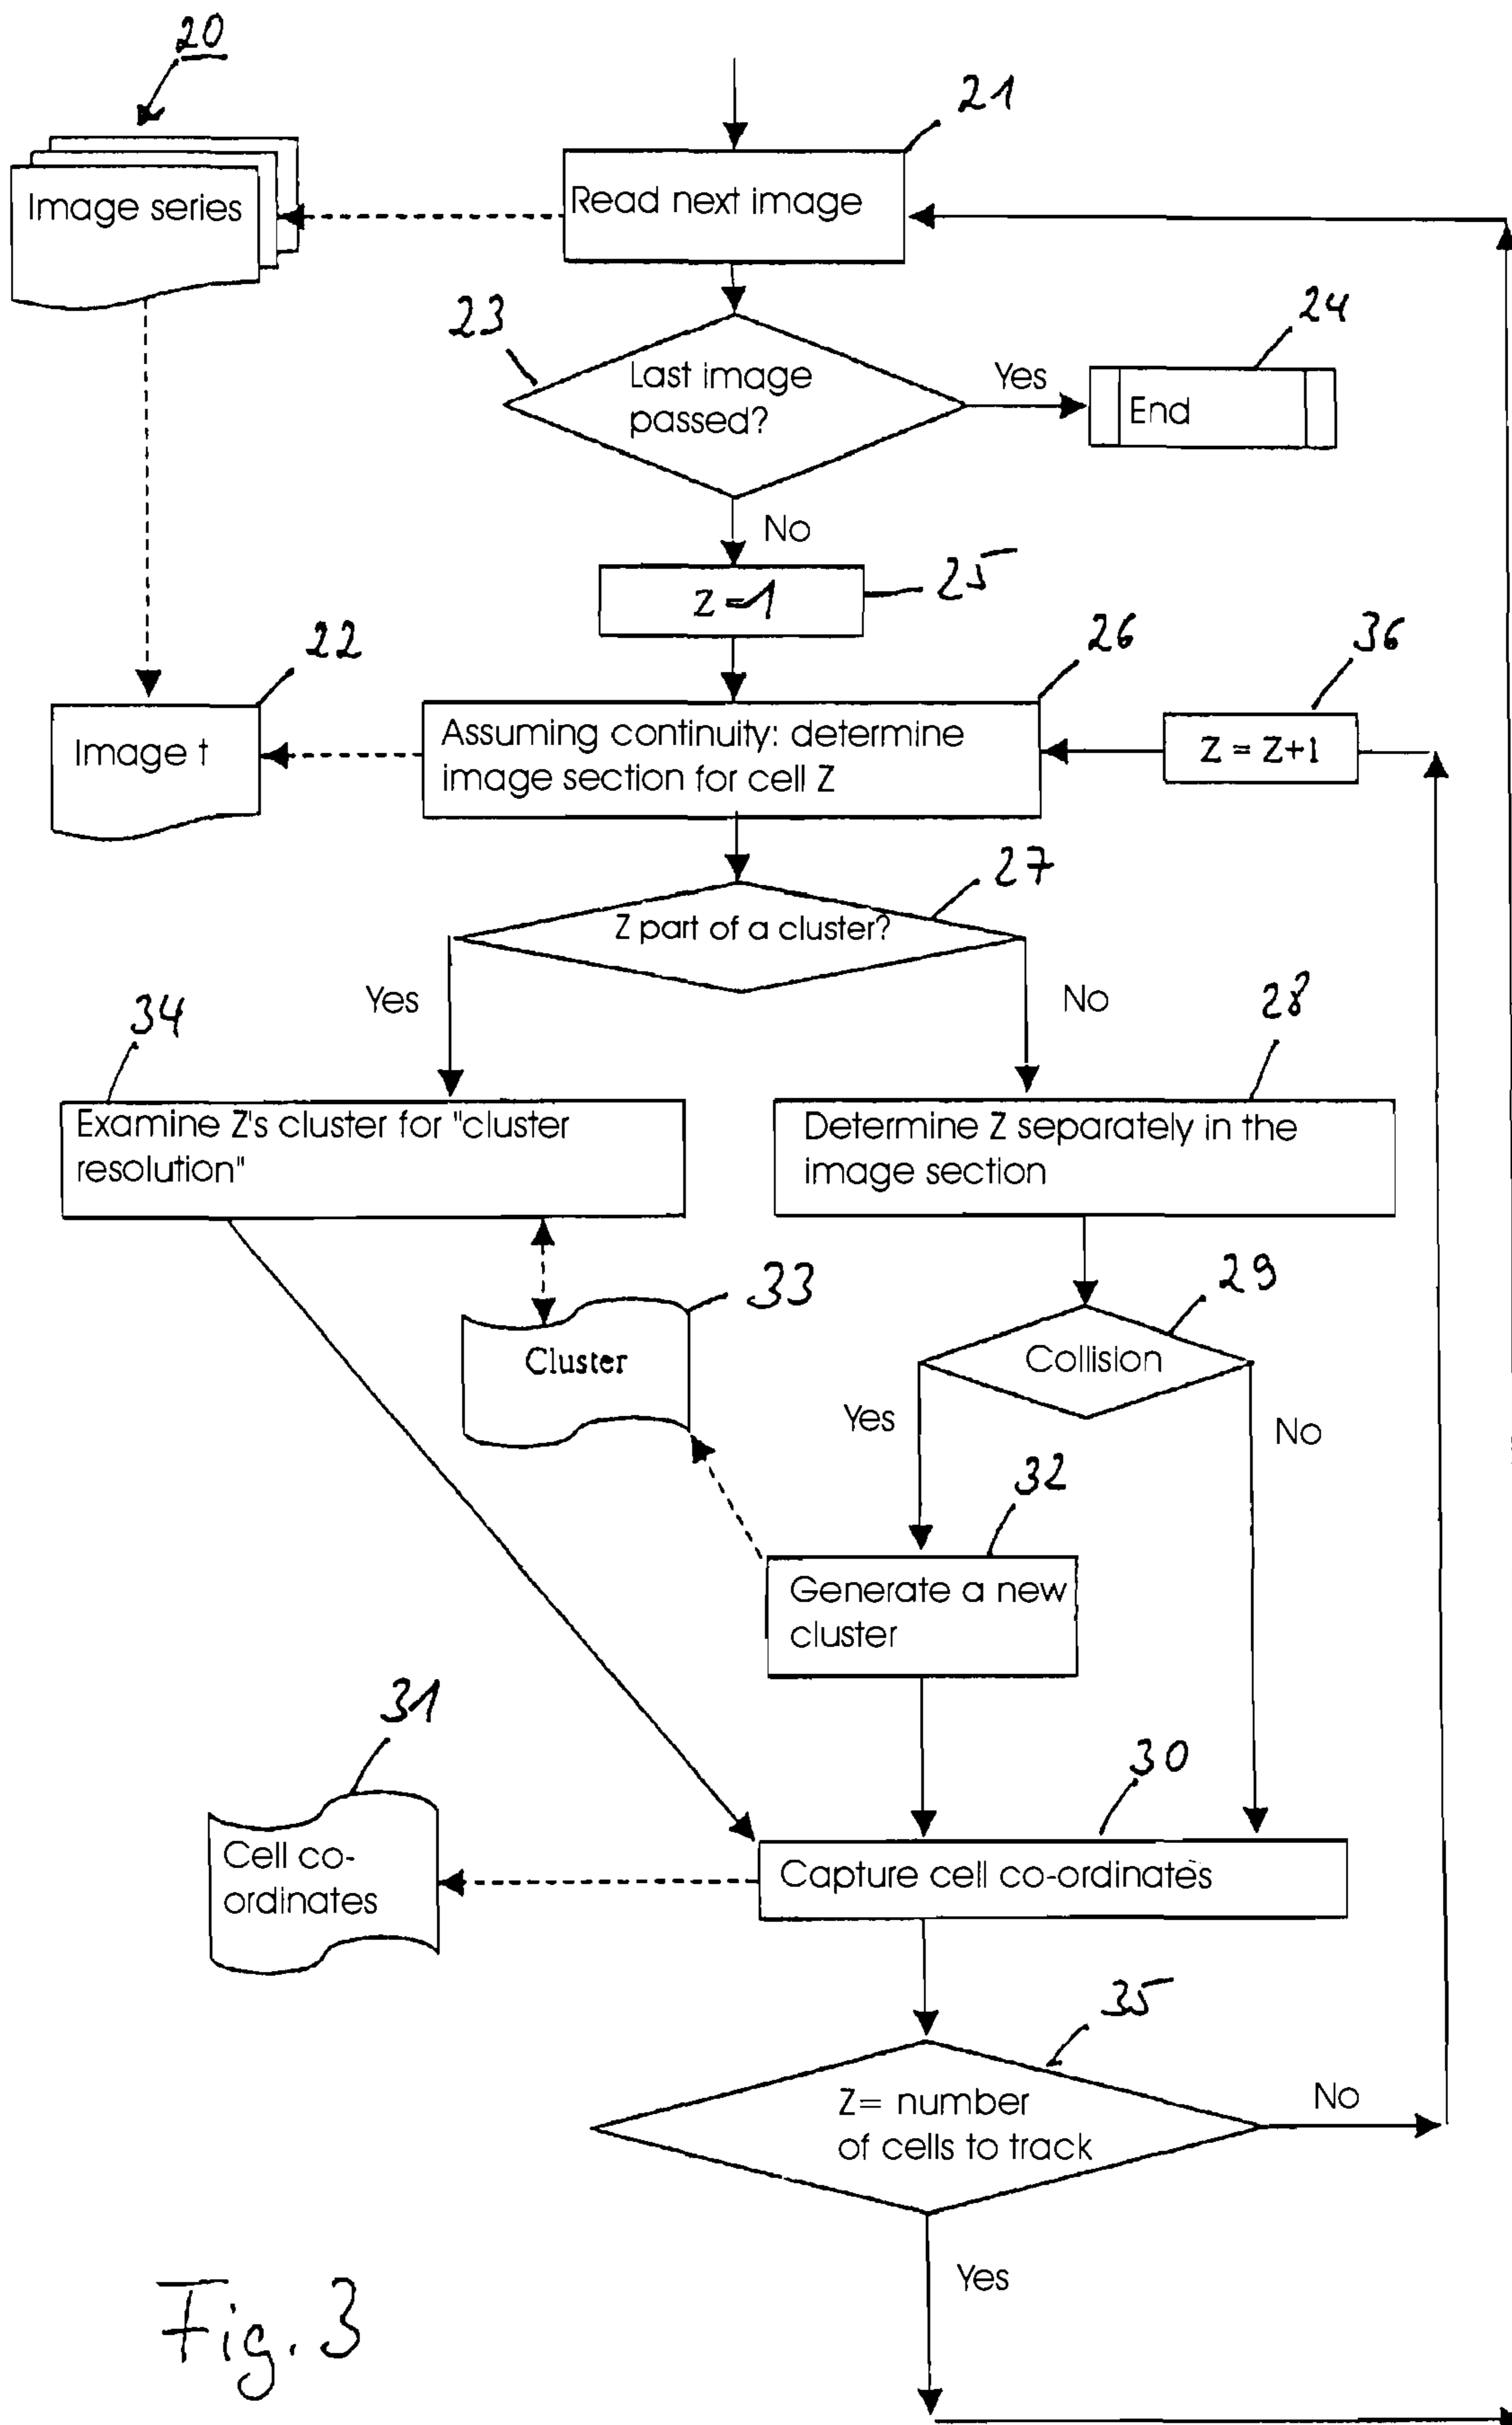 20
21
Image series
Read next image
23
24
Last image
passed?
Yes
End
No
z=1
25
22
26
36
Image t
Assuming continuity: determine
image section for cell Z
Z = Z+1
27
Z part of a cluster?
Yes
No
34
28
Examine Z's cluster for "cluster
resolution"
Determine Z separately in the
image section
33
29
Cluster
Collision
Yes
No
32
Generate a new
cluster
31
30
Cell co-
ordinates
Capture cell co-ordinates
35
Z= number
of cells to track
No
Yes
Fig. 3